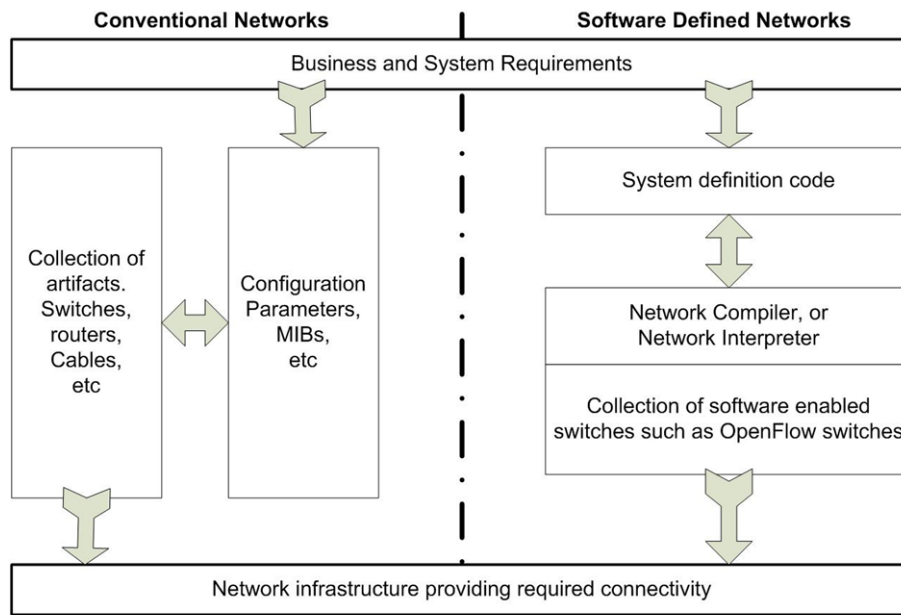 Conventional Networks
Software Defined Networks
Business and System Requirements
Collection of
artifacts.
Switches,
routers,
Cables,
etc
Configuration
Parameters,
MIBs,
etc
System definition code
Network Compiler, or
Network Interpreter
Collection of software enabled
switches such as OpenFlow switches
Network infrastructure providing required connectivity